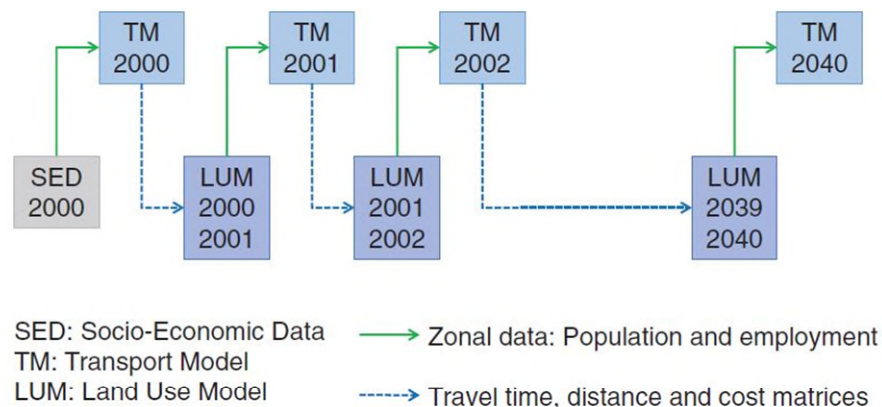 TM
2000
TM
2001
TM
2002
TM
2040
SED
2000
LUM
2000
2001
LUM
2001
2002
LUM
2039
2040
SED: Socio-Economic Data
TM: Transport Model
LUM: Land Use Model
Zonal data: Population and employment
Travel time, distance and cost matrices